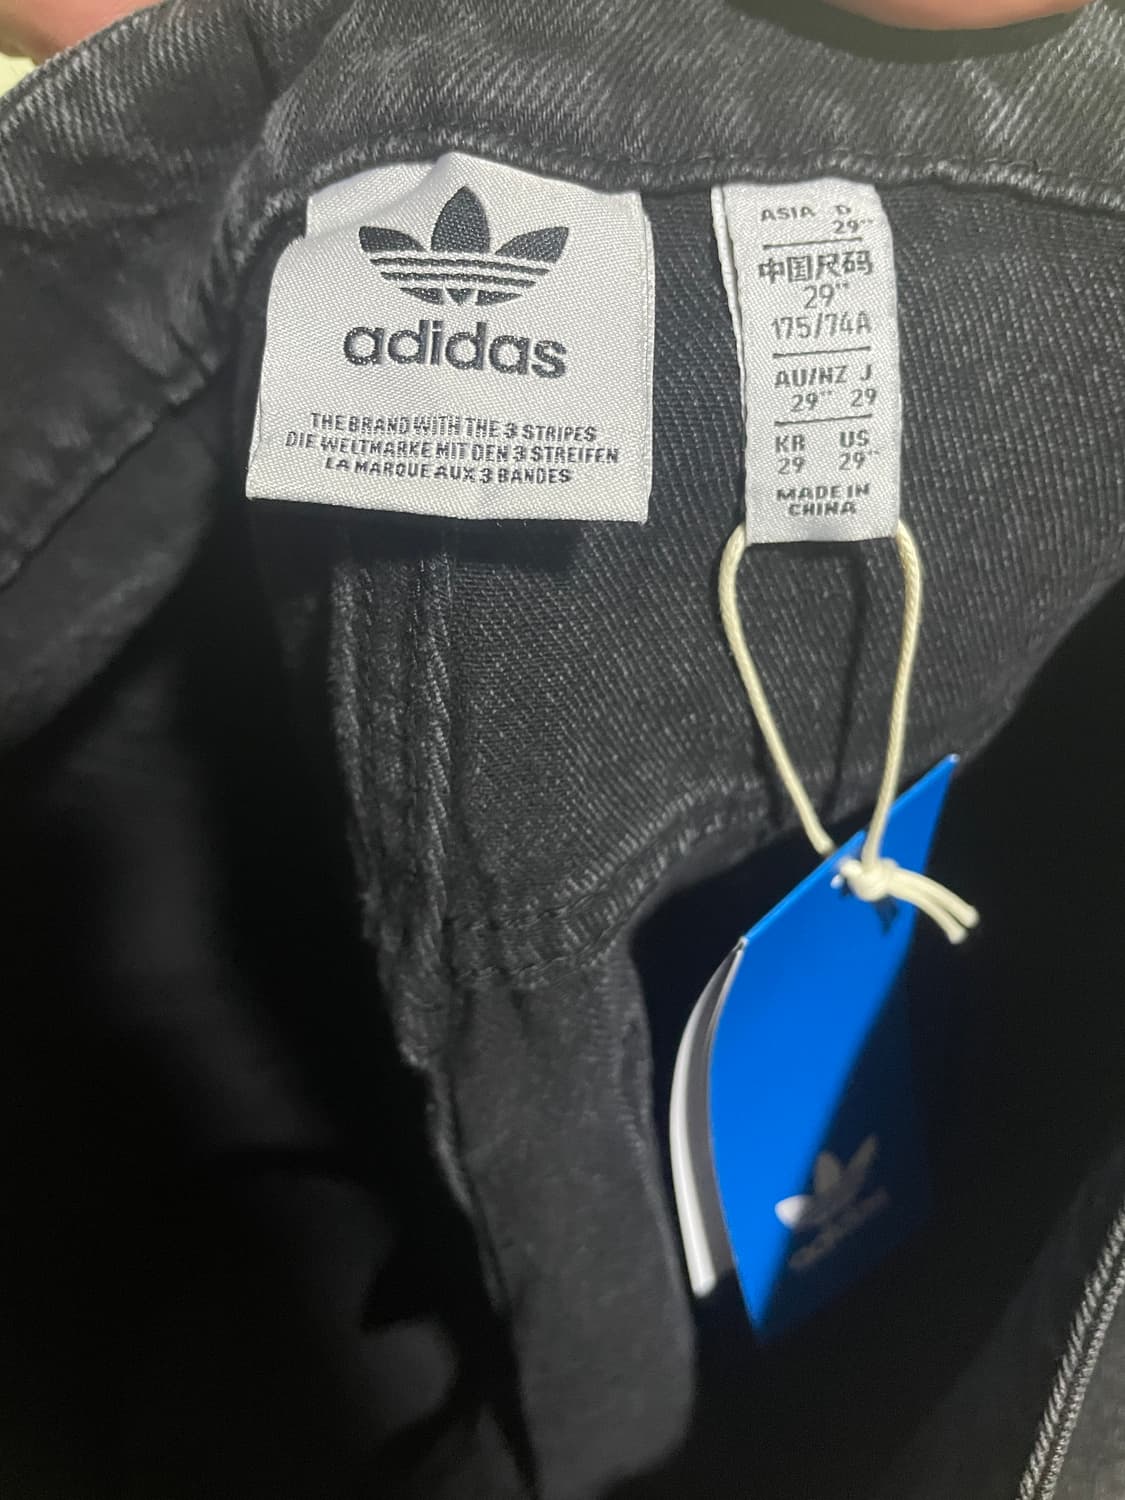 adidas
THE BRAND WITH THE 3 STRIPES
DIE WELTMARKE MIT DEN 3 STREIFEN
LA MARQUE AUX 3 BANDES
ASIA D
29"
中国尺码
29"
175/74A
AU/NZ J
29" 29
KR US
29 29"
MADE IN
CHINA
adidas